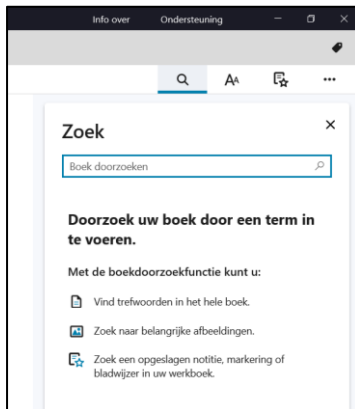 Info over Ondersteuning
AA
Zoek
Boek doorzoeken
Doorzoek uw boek door een term in
te voeren.
Met de boekdoorzoekfunctie kunt u:
Vind trefwoorden in het hele boek.
Zoek naar belangrijke afbeeldingen.
Zoek een opgeslagen notitie, markering of
bladwijzer in uw werkboek.